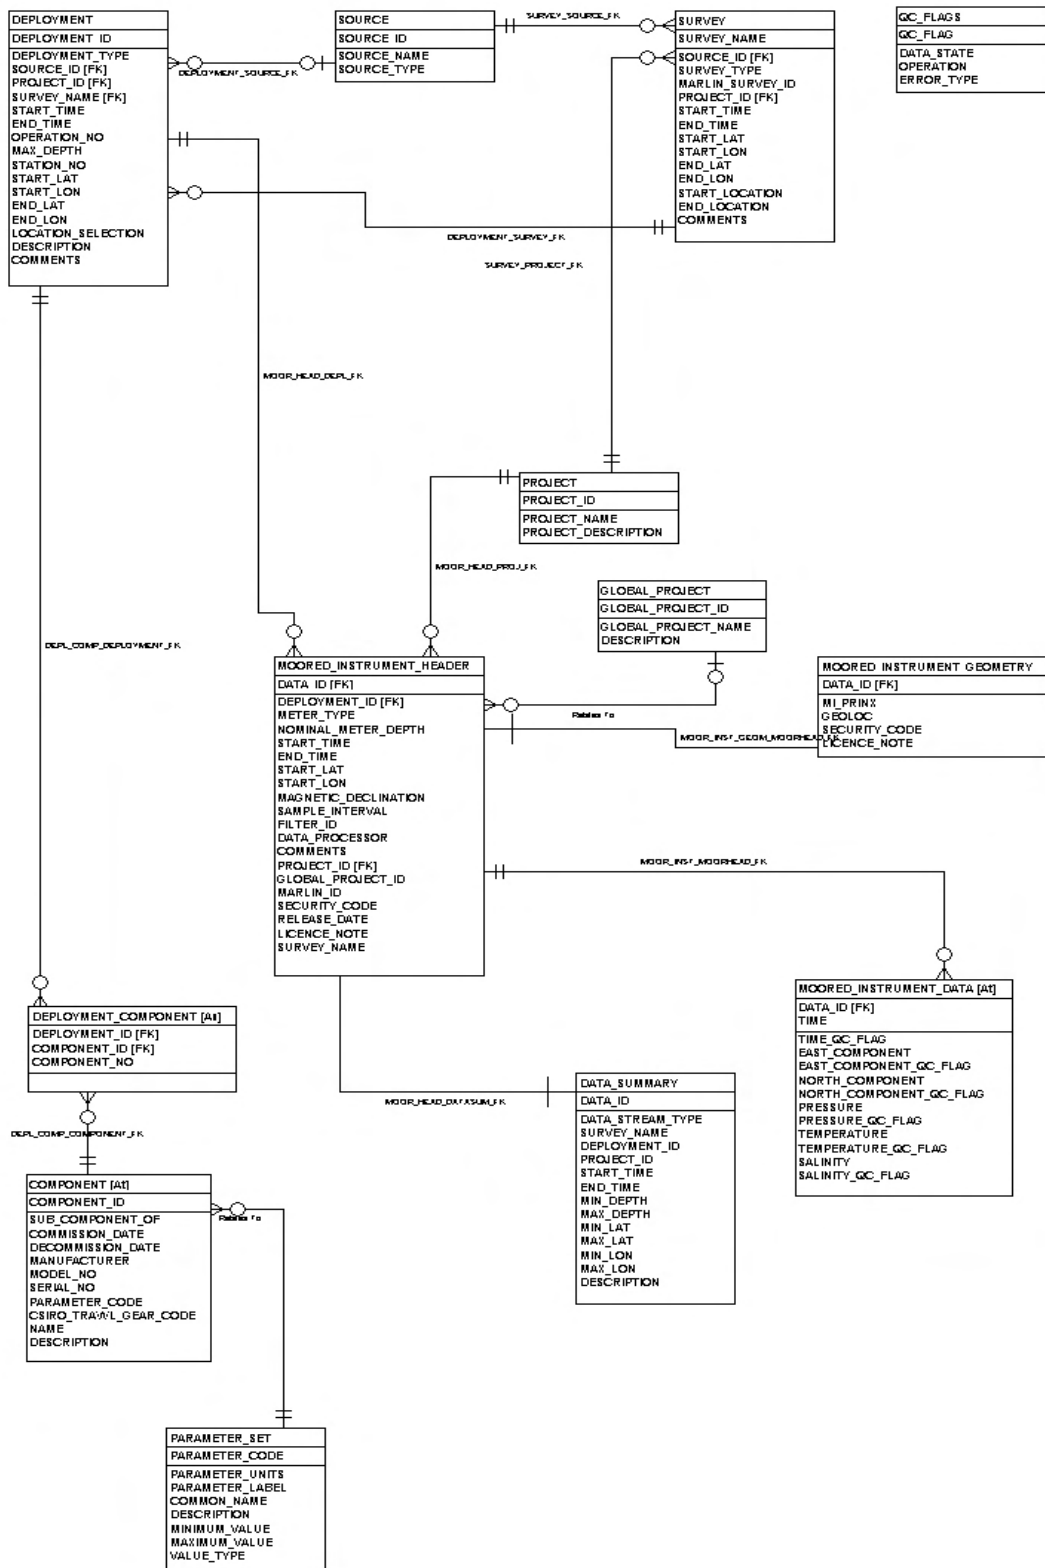 DEPLOYMENT
DEPLOYMENT_ID
DEPLOYMENT_TYPE
SOURCE_ID [FK]
PROJECT_ID [FK]
SURVEY_NAME [FK]
START_TIME
END_TIME
OPERATION_NO
MAX_DEPTH
STATION_NO
START_LAT
START_LON
END_LAT
END_LON
LOCATION_SELECTION
DESCRIPTION
COMMENTS
DEPLOYMENT_SOURCE_FK
SOURCE
SOURCE_ID
SOURCE_NAME
SOURCE_TYPE
SURVEY_SOURCE_FK
SURVEY
SURVEY_NAME
SOURCE_ID [FK]
SURVEY_TYPE
MARLIN_SURVEY_ID
PROJECT_ID [FK]
START_TIME
END_TIME
START_LAT
START_LON
END_LAT
END_LON
START_LOCATION
END_LOCATION
COMMENTS
QC_FLAGS
QC_FLAG
DATA_STATE
OPERATION
ERROR_TYPE
DEPLOYMENT_SURVEY_FK
SURVEY_PROJECT_FK
MOOR_HEAD_DEPL_FK
PROJECT
PROJECT_ID
PROJECT_NAME
PROJECT_DESCRIPTION
MOOR_HEAD_PROJ_FK
GLOBAL_PROJECT
GLOBAL_PROJECT_ID
GLOBAL_PROJECT_NAME
DESCRIPTION
DEPL_COMP_DEPLOYMENT_FK
MOORED_INSTRUMENT_HEADER
DATA_ID [FK]
DEPLOYMENT_ID [FK]
METER_TYPE
NOMINAL_METER_DEPTH
START_TIME
END_TIME
START_LAT
START_LON
MAGNETIC_DECLINATION
SAMPLE_INTERVAL
FILTER_ID
DATA_PROCESSOR
COMMENTS
PROJECT_ID [FK]
GLOBAL_PROJECT_ID
MARLIN_ID
SECURITY_CODE
RELEASE_DATE
LICENCE_NOTE
SURVEY_NAME
Relates To
MOOR_INST_GEOM_MOORHEAD_FK
MOORED_INSTRUMENT_GEOMETRY
DATA_ID [FK]
MI_PRINX
GEOLOC
SECURITY_CODE
LICENCE_NOTE
MOOR_INST_MOORHEAD_FK
MOORED_INSTRUMENT_DATA [At]
DATA_ID [FK]
TIME
TIME_QC_FLAG
EAST_COMPONENT
EAST_COMPONENT_QC_FLAG
NORTH_COMPONENT
NORTH_COMPONENT_QC_FLAG
PRESSURE
PRESSURE_QC_FLAG
TEMPERATURE
TEMPERATURE_QC_FLAG
SALINITY
SALINITY_QC_FLAG
DEPLOYMENT_COMPONENT [At]
DEPLOYMENT_ID [FK]
COMPONENT_ID [FK]
COMPONENT_NO
MOOR_HEAD_DATASUM_FK
DATA_SUMMARY
DATA_ID
DATA_STREAM_TYPE
SURVEY_NAME
DEPLOYMENT_ID
PROJECT_ID
START_TIME
END_TIME
MIN_DEPTH
MAX_DEPTH
MIN_LAT
MAX_LAT
MIN_LON
MAX_LON
DESCRIPTION
DEPL_COMP_COMPONENT_FK
COMPONENT [At]
COMPONENT_ID
SUB_COMPONENT_OF
COMMISSION_DATE
DECOMMISSION_DATE
MANUFACTURER
MODEL_NO
SERIAL_NO
PARAMETER_CODE
CSIRO_TRAWL_GEAR_CODE
NAME
DESCRIPTION
Relates To
PARAMETER_SET
PARAMETER_CODE
PARAMETER_UNITS
PARAMETER_LABEL
COMMON_NAME
DESCRIPTION
MINIMUM_VALUE
MAXIMUM_VALUE
VALUE_TYPE